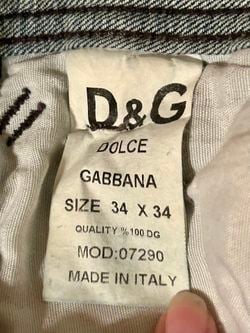 D&G
DOLCE
GABBANA
SIZE 34 X 34
QUALITY %100 DG
MOD:07290
MADE IN ITALY